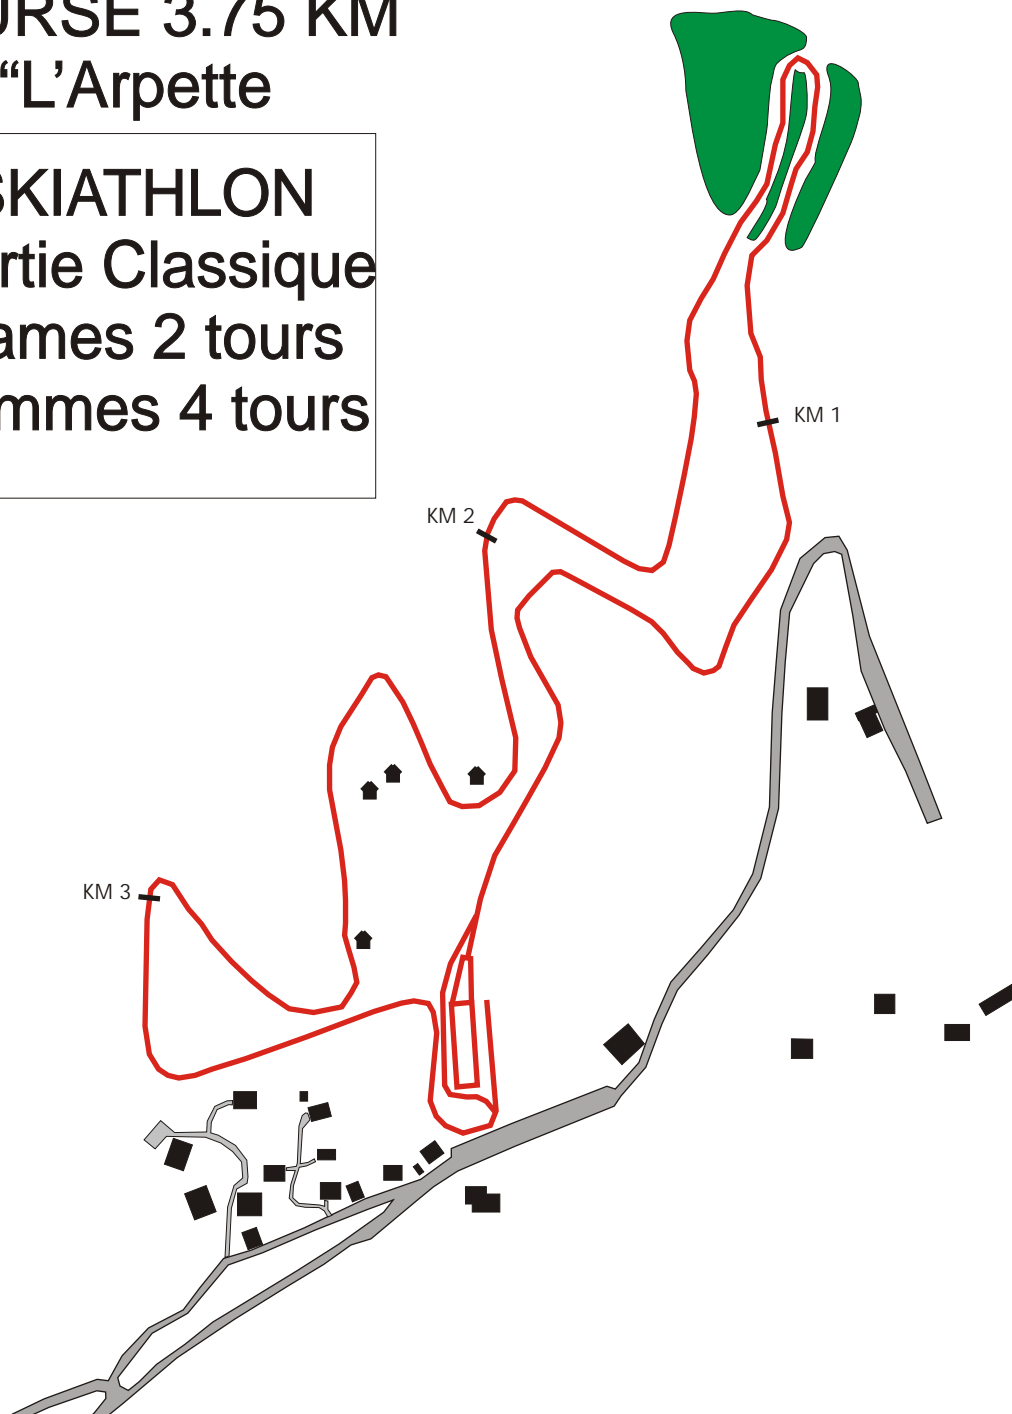 URSE 3.75 KM
“L’Arpette
SKIATHLON
rtie Classique
ames 2 tours
mmes 4 tours
KM 1
KM 2
KM 3